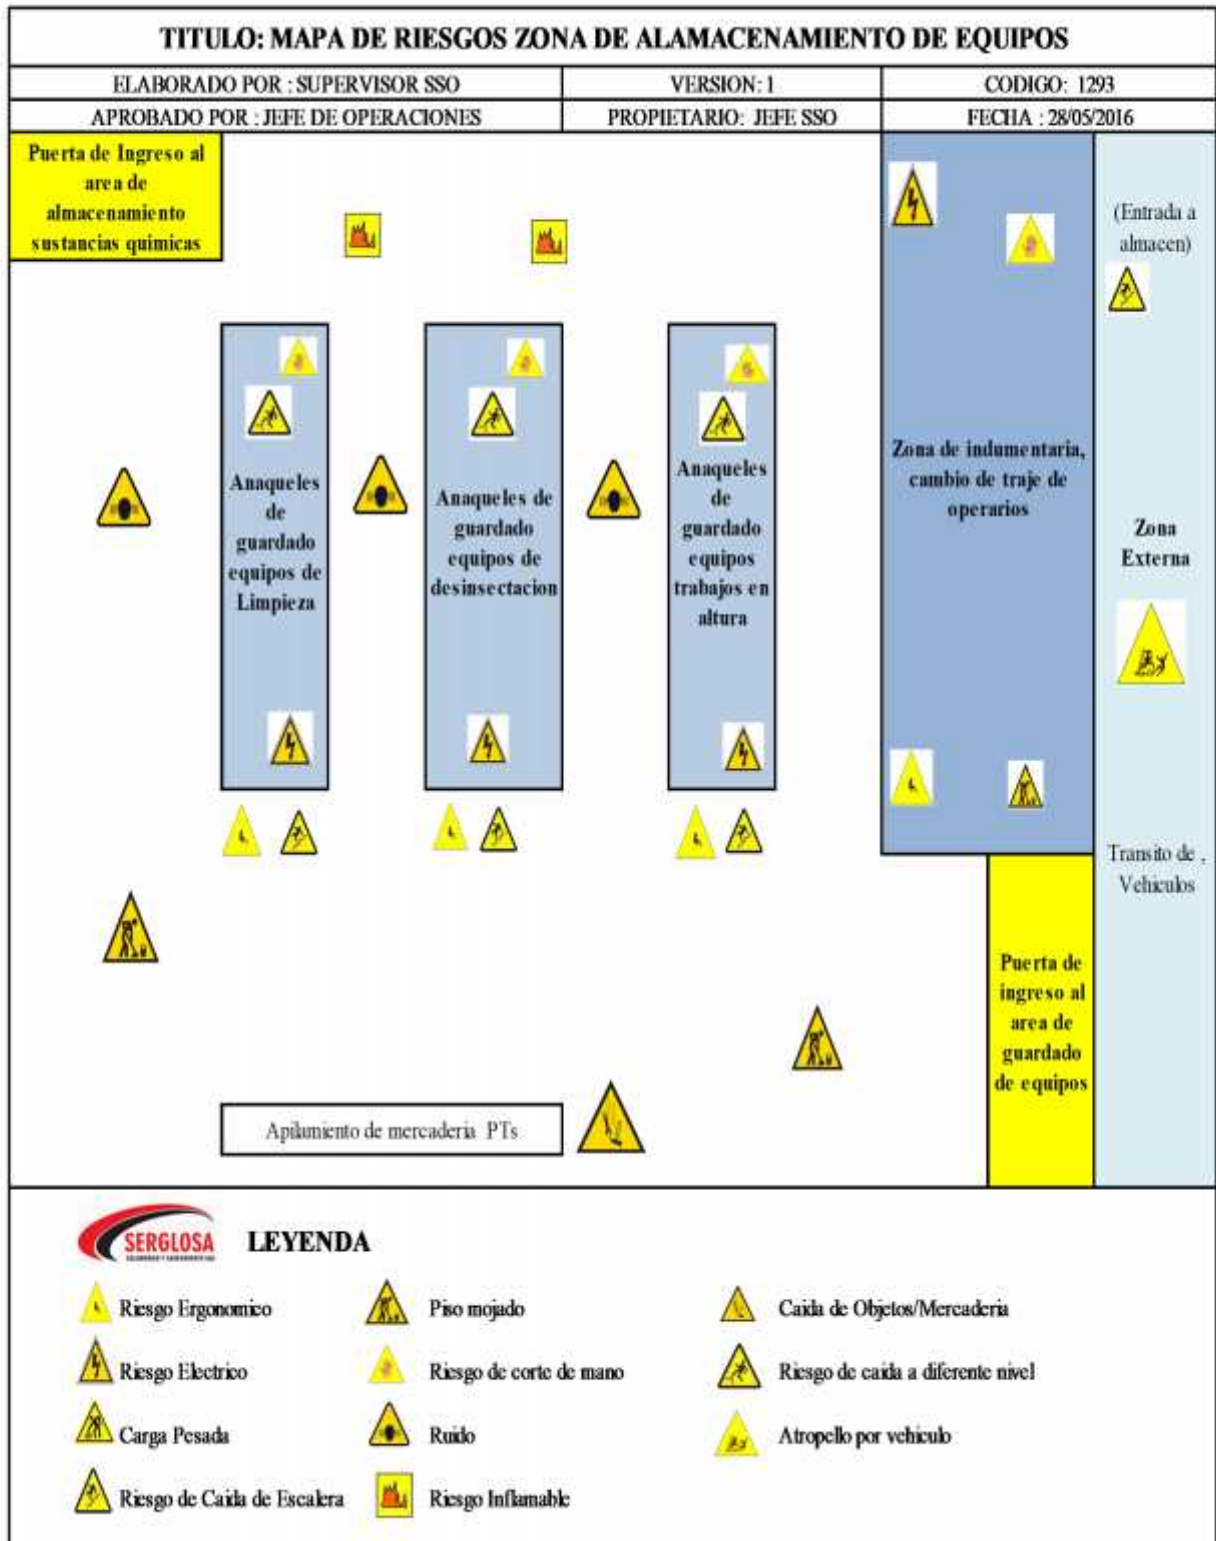 TITULO: MAPA DE RIESGOS ZONA DE ALAMACENAMIENTO DE EQUIPOS
ELABORADO POR : SUPERVISOR SSO
VERSION: 1
CODIGO: 1293
APROBADO POR : JEFE DE OPERACIONES
PROPIETARIO: JEFE SSO
FECHA : 28/05/2016
Puerta de Ingreso al
area de
almacenamiento
sustancias quimicas
(Entrada a
almacen)
Anaqueles
de
guardado
equipos de
Limpieza
Anaqueles de
guardado
equipos de
desinsectacion
Anaqueles
de
guardado
equipos
trabajos en
altura
Zona de indumentaria,
cambio de traje de
operarios
Zona
Externa
Transito de ,
Vehiculos
Puerta de
ingreso al
area de
guardado
de equipos
Apilamiento de mercaderia PTs
SERGLOSA
LEYENDA
Riesgo Ergonomico
Piso mojado
Caida de Objetos/Mercaderia
Riesgo Electrico
Riesgo de corte de mano
Riesgo de caida a diferente nivel
Carga Pesada
Ruido
Atropello por vehiculo
Riesgo de Caida de Escalera
Riesgo Inflamable